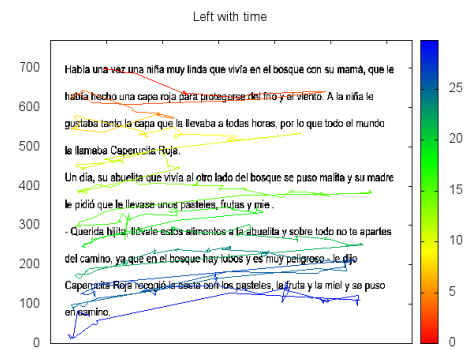 Left with time
700 Había una vez una niña muy linda que vivía en el bosque con su mamá, que le
600 había hecho una capa roja para protegerse del frío y el viento. A la niña le
gustaba tanto la capa que la llevaba a todas horas, por lo que todo el mundo
500 le llamaba Caperucita Roja.
Un día, su abuelita que vivía al otro lado del bosque se puso malita y su madre
400 le pidió que le llevase unos pasteles, frutas y miel.
300 - Querida hijita, llévale estos alimentos a la abuelita y sobre todo no te apartes
200 del camino, ya que en el bosque hay lobos y es muy peligroso - le dijo
100 Caperucita Roja recogió la cesta con los pasteles, la fruta y la miel y se puso
en camino.
0
25
20
15
10
5
0